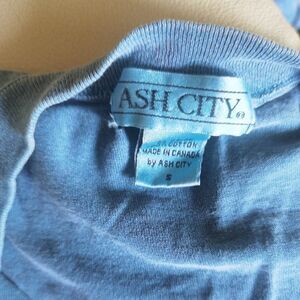 ASH CITY ®
% COTTON
MADE IN CANADA
by ASH CITY
S